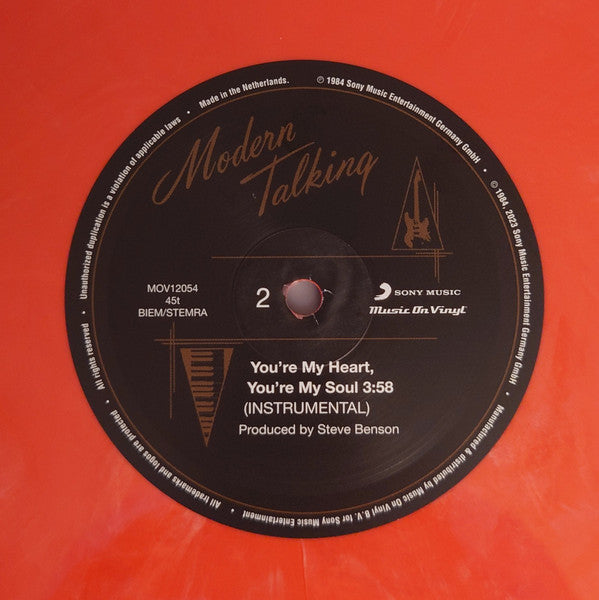 Modern
Talking
MOV12054
45t
BIEM/STEMRA
2
SONY MUSIC
Music On Vinyl
You're My Heart,
You're My Soul 3:58
(INSTRUMENTAL)
Produced by Steve Benson
℗ 1984 Sony Music Entertainment Germany GmbH • © 1984, 2023 Sony Music Entertainment Germany GmbH • Manufactured & distributed by Music On Vinyl B.V. for Sony Music Entertainment • All trademarks and logos are protected • All rights reserved • Unauthorized duplication is a violation of applicable laws • Made in the Netherlands.